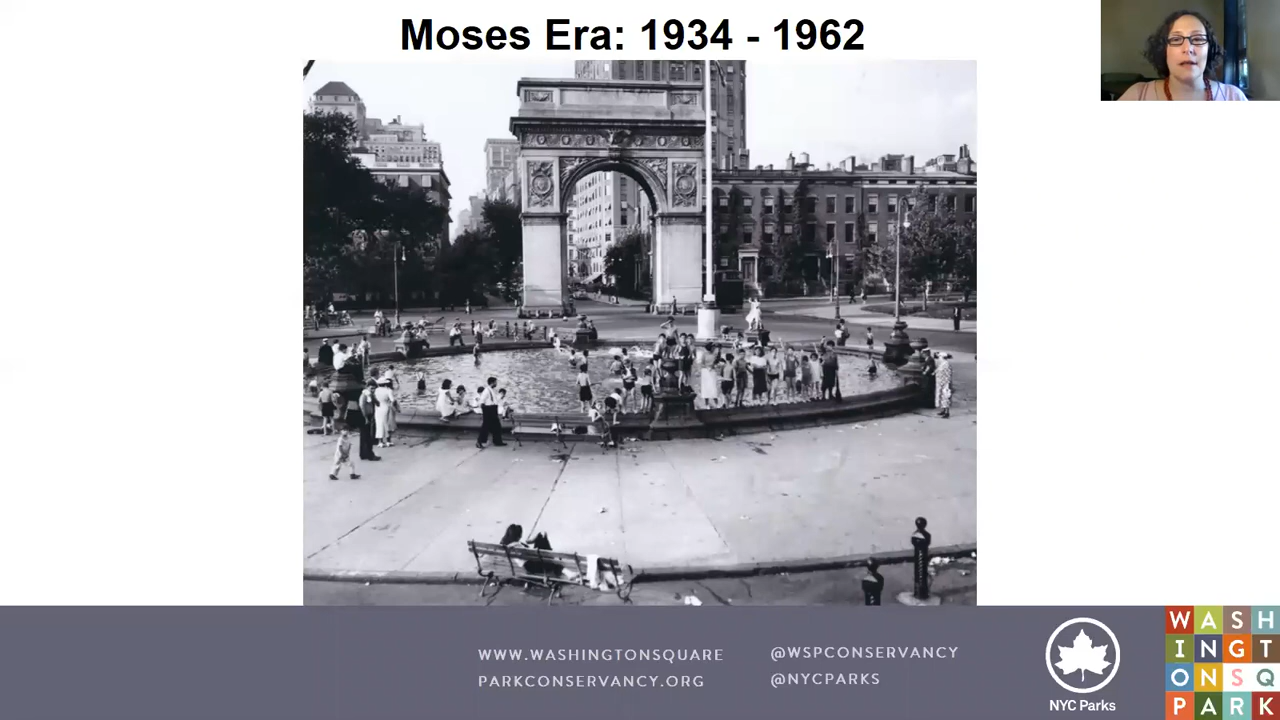 Moses Era: 1934 - 1962
WWW.WASHINGTONSQUARE
PARKCONSERVANCY.ORG
@WSPCONSERVANCY
@NYCPARKS
NYC Parks
WASH
INGT
ONSQ
PARK